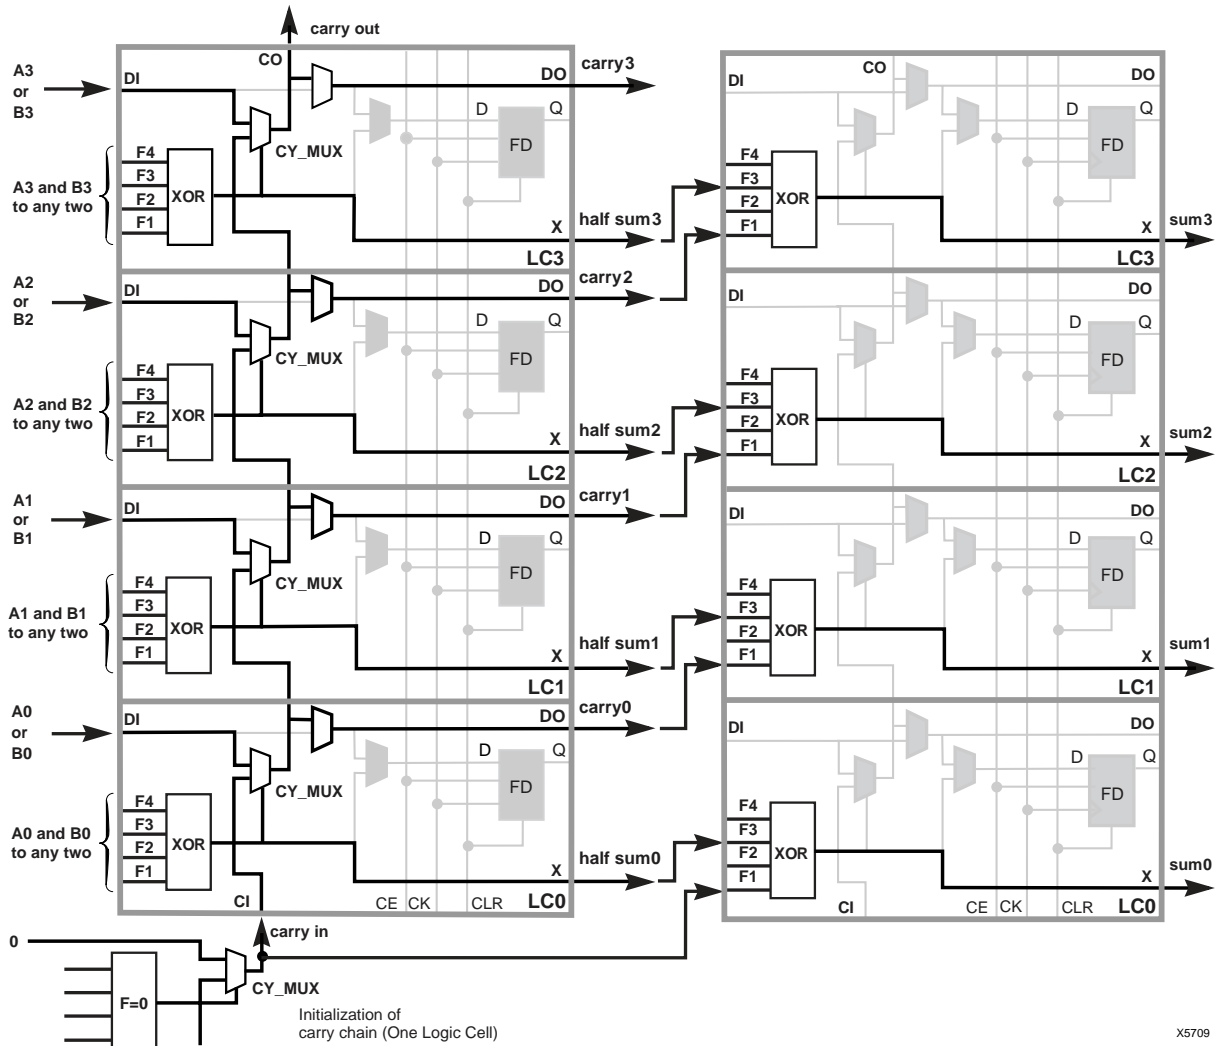 carry out
CO
A3
or
B3
DI
DO
carry3
D
Q
FD
CY_MUX
F4
F3
F2
F1
XOR
A3 and B3
to any two
X
half sum3
LC3
A2
or
B2
DI
DO
carry2
D
Q
FD
CY_MUX
F4
F3
F2
F1
XOR
A2 and B2
to any two
X
half sum2
LC2
A1
or
B1
DI
DO
carry1
D
Q
FD
CY_MUX
F4
F3
F2
F1
XOR
A1 and B1
to any two
X
half sum1
LC1
A0
or
B0
DI
DO
carry0
D
Q
FD
CY_MUX
F4
F3
F2
F1
XOR
A0 and B0
to any two
X
half sum0
CI
CE
CK
CLR
LC0
carry in
0
F=0
CY_MUX
Initialization of
carry chain (One Logic Cell)
CO
DI
DO
D
Q
FD
F4
F3
F2
F1
XOR
X
sum3
LC3
DI
DO
D
Q
FD
F4
F3
F2
F1
XOR
X
sum2
LC2
DI
DO
D
Q
FD
F4
F3
F2
F1
XOR
X
sum1
LC1
DI
DO
D
Q
FD
F4
F3
F2
F1
XOR
X
sum0
CI
CE
CK
CLR
LC0
X5709